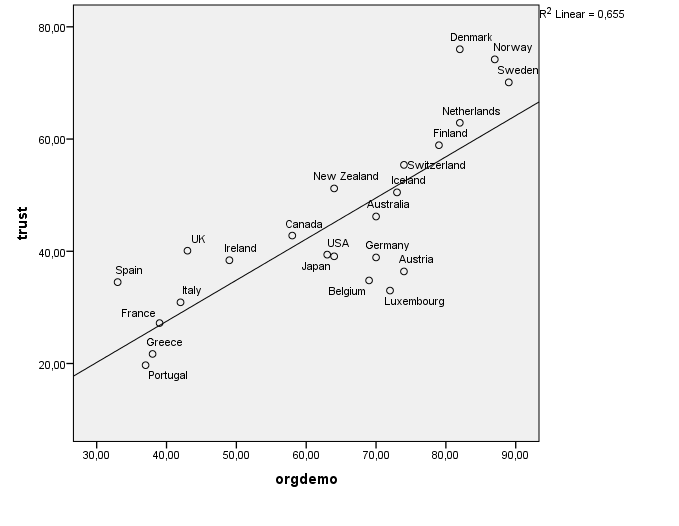 R² Linear = 0,655
80,00
60,00
40,00
20,00
trust
Denmark
Norway
Sweden
Netherlands
Finland
Switzerland
New Zealand
Iceland
Australia
Canada
UK
USA
Germany
Ireland
Japan
Austria
Spain
Belgium
Italy
Luxembourg
France
Greece
Portugal
30,00 40,00 50,00 60,00 70,00 80,00 90,00
orgdemo